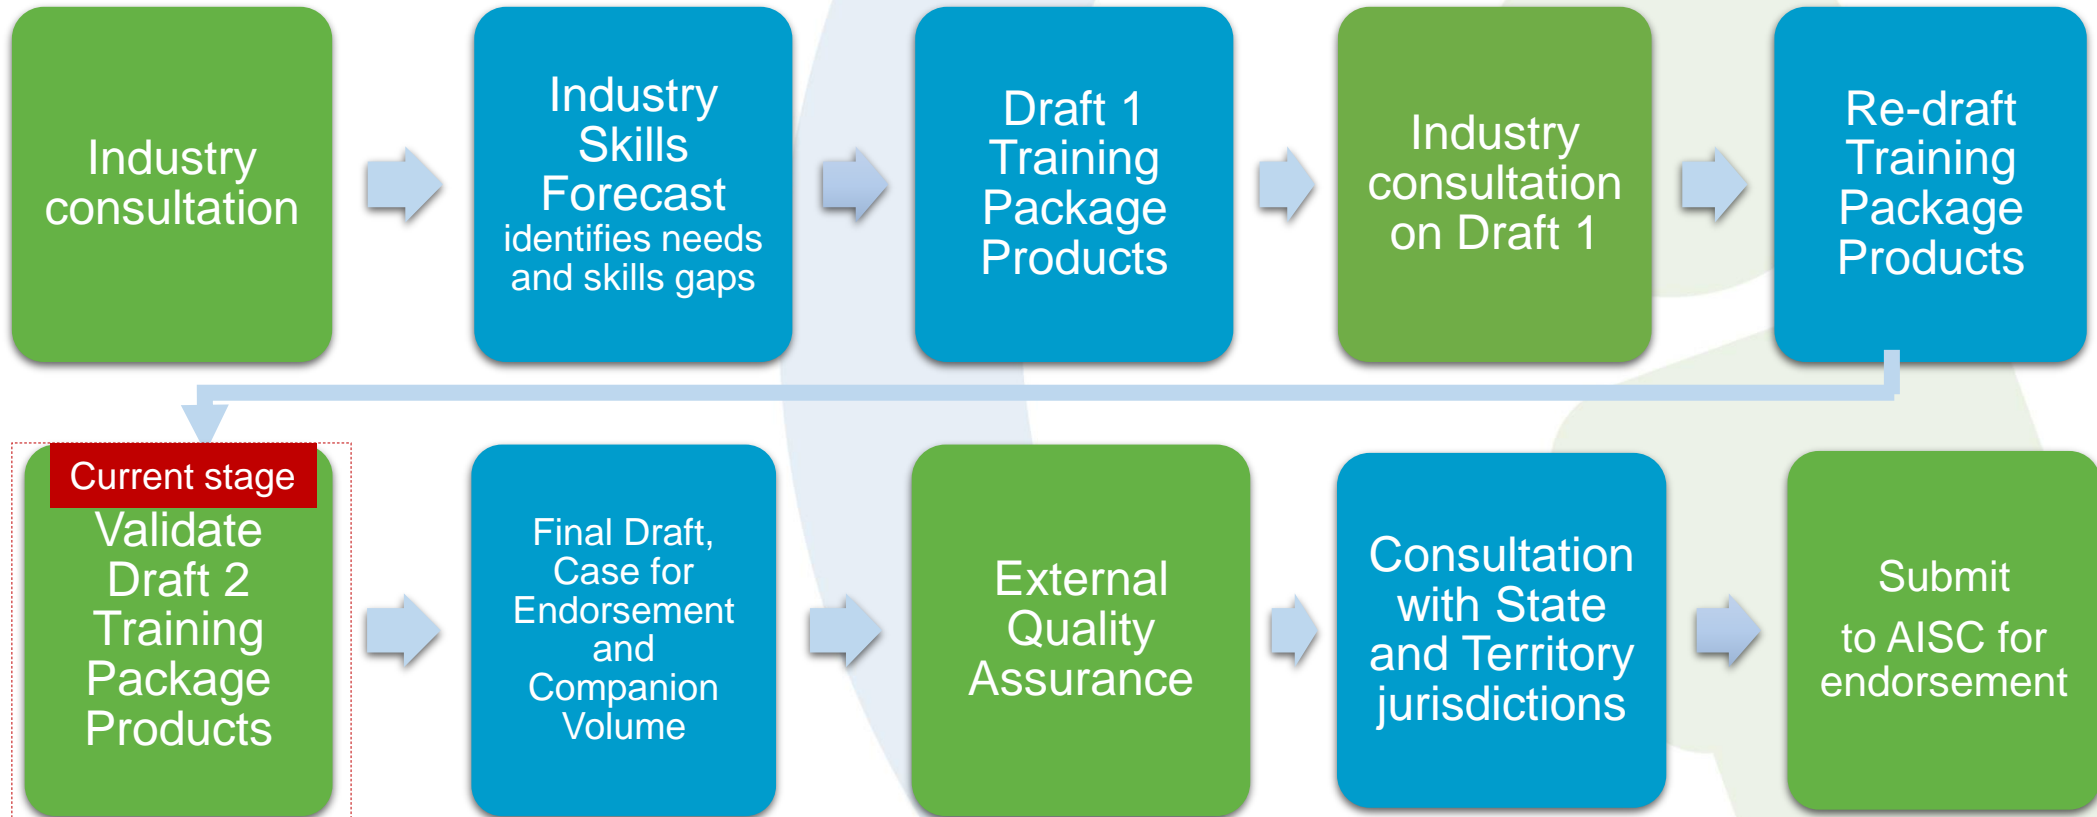 Industry
consultation
Industry
Skills
Forecast
identifies needs
and skills gaps
Draft 1
Training
Package
Products
Industry
consultation
on Draft 1
Re-draft
Training
Package
Products
Current stage
Validate
Draft 2
Training
Package
Products
Final Draft,
Case for
Endorsement
and
Companion
Volume
External
Quality
Assurance
Consultation
with State
and Territory
jurisdictions
Submit
to AISC for
endorsement